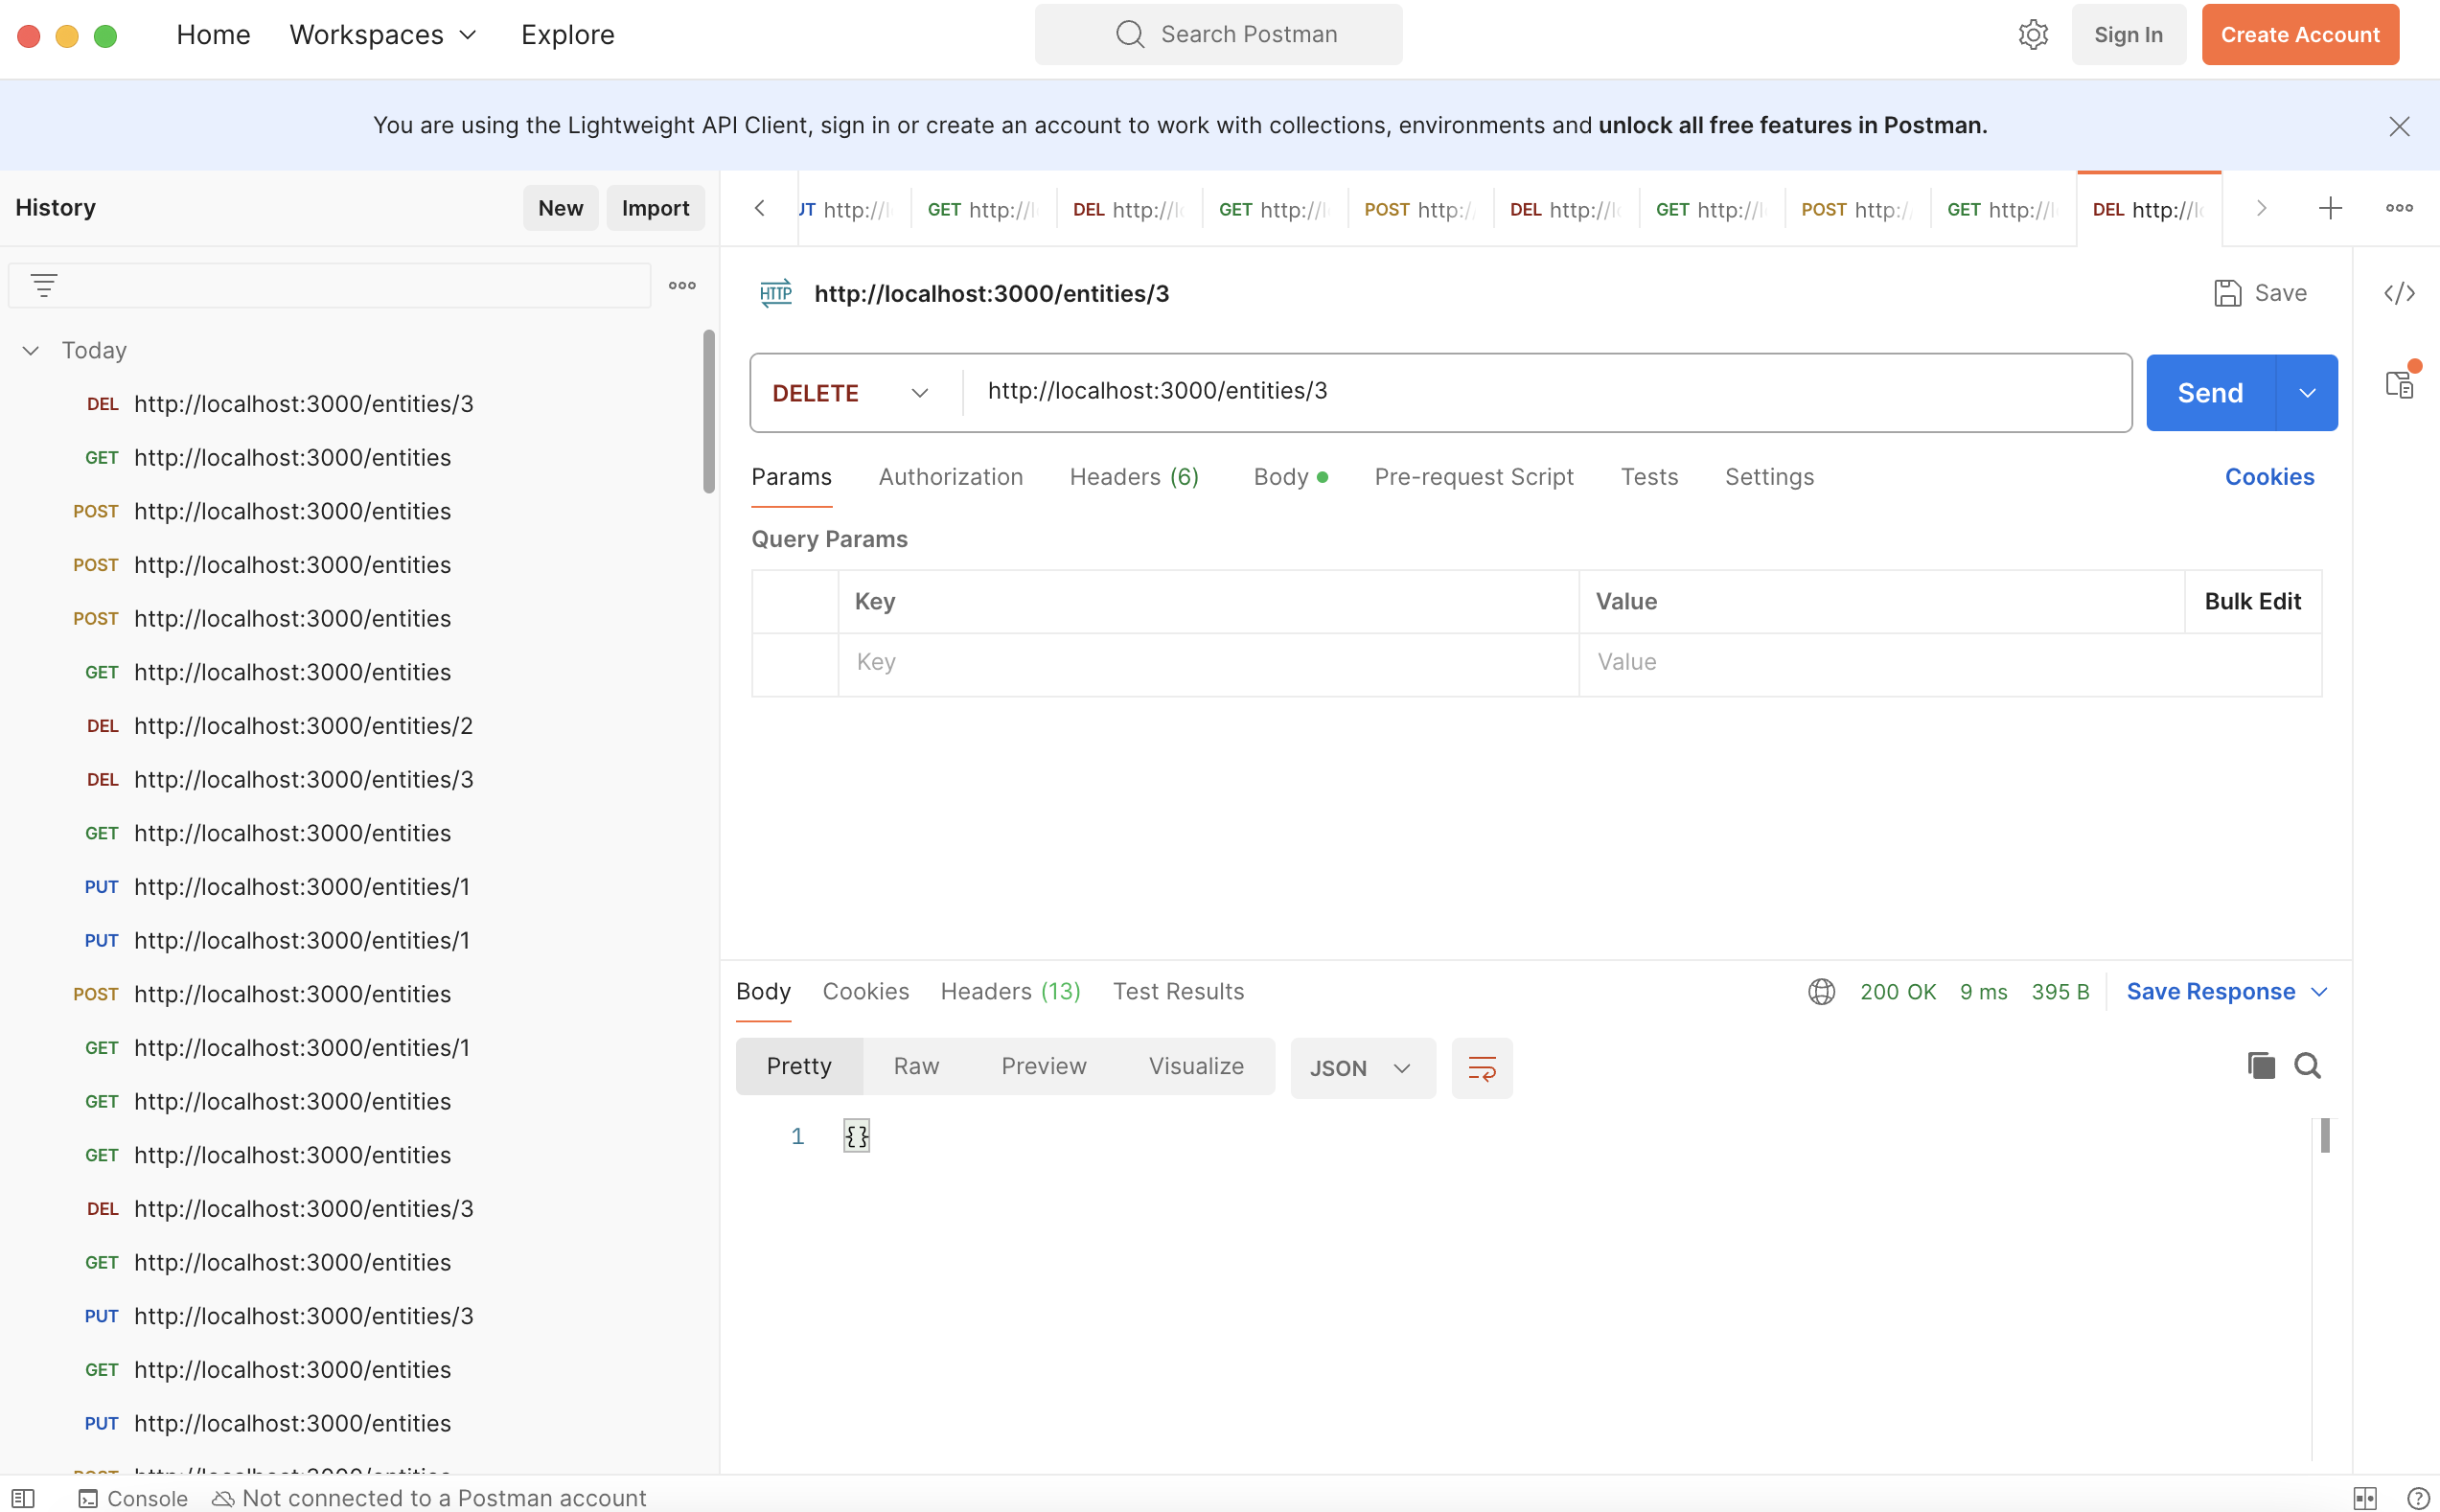 Home Workspaces Explore Search Postman Sign In Create Account
You are using the Lightweight API Client, sign in or create an account to work with collections, environments and unlock all free features in Postman.
History New Import
Today
DEL http://localhost:3000/entities/3
GET http://localhost:3000/entities
POST http://localhost:3000/entities
POST http://localhost:3000/entities
POST http://localhost:3000/entities
GET http://localhost:3000/entities
DEL http://localhost:3000/entities/2
DEL http://localhost:3000/entities/3
GET http://localhost:3000/entities
PUT http://localhost:3000/entities/1
PUT http://localhost:3000/entities/1
POST http://localhost:3000/entities
GET http://localhost:3000/entities/1
GET http://localhost:3000/entities
GET http://localhost:3000/entities
DEL http://localhost:3000/entities/3
GET http://localhost:3000/entities
PUT http://localhost:3000/entities/3
GET http://localhost:3000/entities
PUT http://localhost:3000/entities
http:// GET http:// DEL http:// GET http:// POST http:/ DEL http:// GET http:// POST http:/ GET http:// DEL http://
HTTP http://localhost:3000/entities/3 Save
DELETE http://localhost:3000/entities/3 Send
Params Authorization Headers (6) Body Pre-request Script Tests Settings Cookies
Query Params
Key Value Bulk Edit
Key Value
Body Cookies Headers (13) Test Results 200 OK 9 ms 395 B Save Response
Pretty Raw Preview Visualize JSON
1 {}
Console Not connected to a Postman account